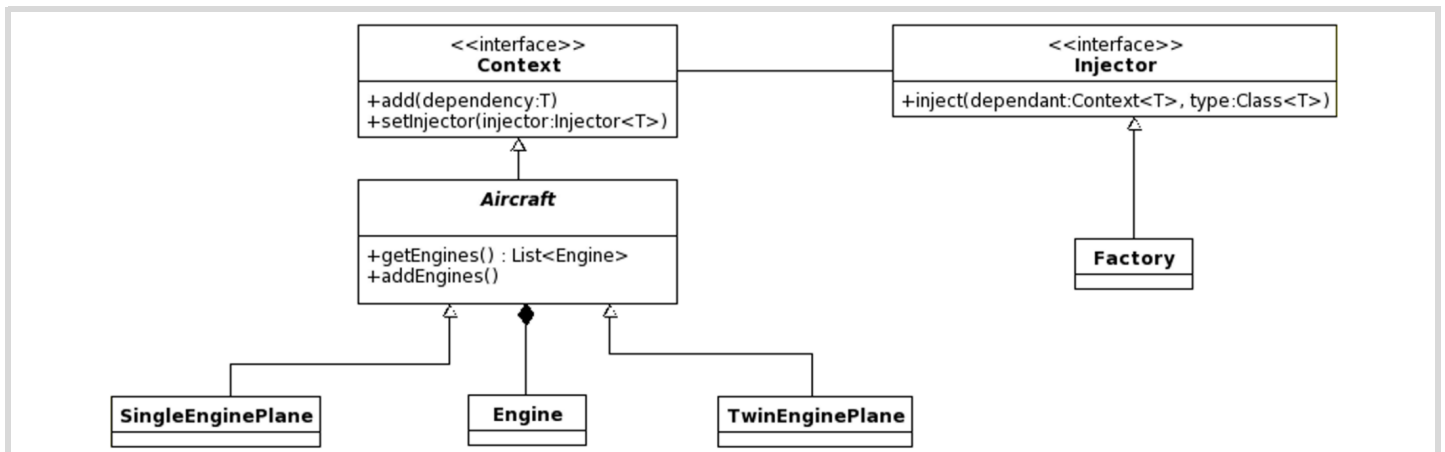 <<interface>>
Context
+add(dependency:T)
+setInjector(injector:Injector<T>)
<<interface>>
Injector
+inject(dependant:Context<T>, type:Class<T>)
Aircraft
+getEngines() : List<Engine>
+addEngines()
Factory
SingleEnginePlane
Engine
TwinEnginePlane